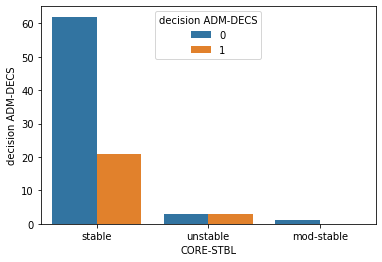 decision ADM-DECS
0
1
decision ADM-DECS
60
50
40
30
20
10
0
stable unstable mod-stable
CORE-STBL